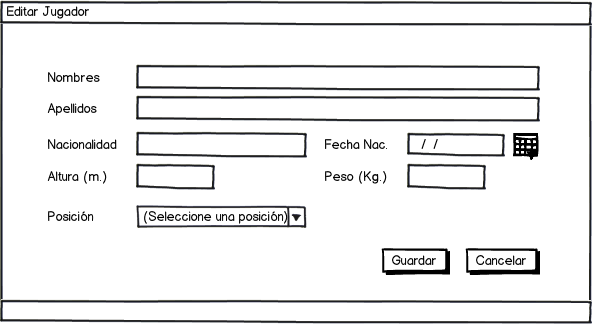 Editar Jugador
Nombres
Apellidos
Nacionalidad Fecha Nac. / /
Altura (m.) Peso (Kg.)
Posición (Seleccione una posición)
Guardar Cancelar